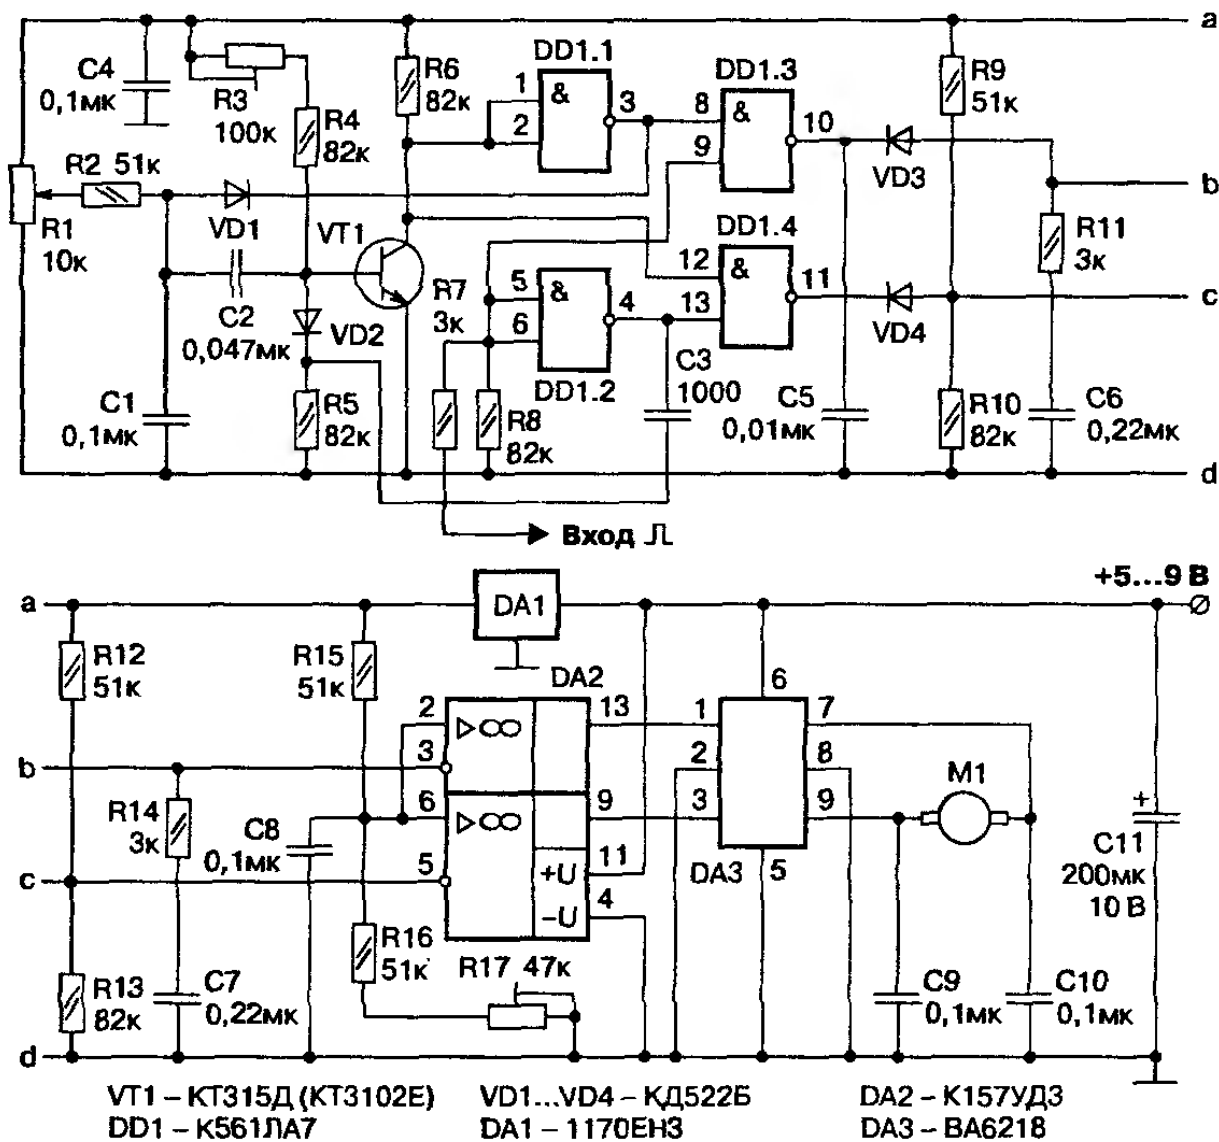 a
DD1.1
C4
0,1мк
R3
100к
R4
82к
R6
82к
1
2
&
3
DD1.3
8
9
&
10
R9
51к
VD3
b
R2 51к
R1
10к
VD1
VT1
DD1.4
12
13
&
11
R11
3к
c
VD4
C2
0,047мк
VD2
R7
3к
5
6
&
4
DD1.2
C3
1000
C1
0,1мк
R5
82к
R8
82к
C5
0,01мк
R10
82к
C6
0,22мк
d
Вход
+5...9 В
a
DA1
R12
51к
R15
51к
DA2
2
3
▷∞
13
1
2
3
6
7
8
9
b
R14
3к
C8
0,1мк
6
5
▷∞
9
11
+U
4
–U
DA3
5
M1
+
C11
200мк
10 В
c
R16
51к
R17 47к
R13
82к
C7
0,22мк
C9
0,1мк
C10
0,1мк
d
VT1 – КТ315Д (КТ3102Е)
VD1...VD4 – КД522Б
DA2 – К157УД3
DD1 – К561ЛА7
DA1 – 1170ЕН3
DA3 – ВА6218